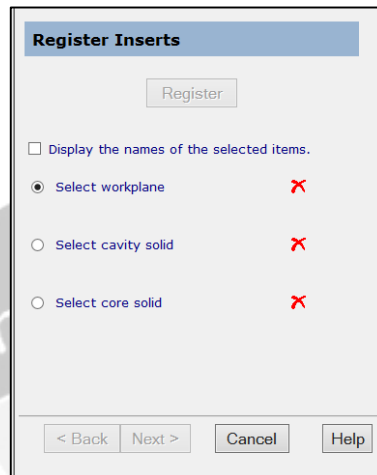 Register Inserts
Register
Display the names of the selected items.
Select workplane
Select cavity solid
Select core solid
< Back Next > Cancel Help